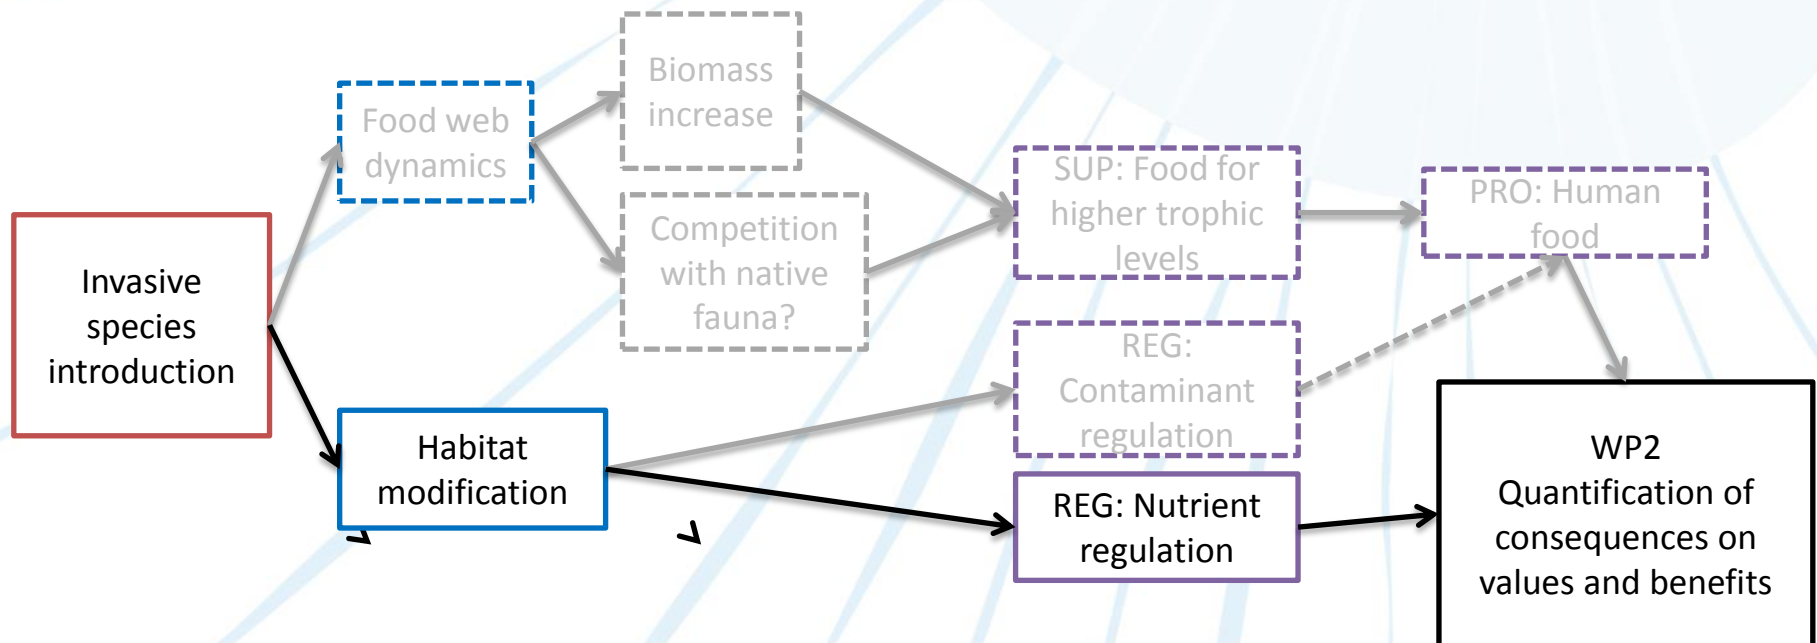 Invasive
species
introduction
Food web
dynamics
Biomass
increase
Competition
with native
fauna?
Habitat
modification
SUP: Food for
higher trophic
levels
REG:
Contaminant
regulation
REG: Nutrient
regulation
PRO: Human
food
WP2
Quantification of
consequences on
values and benefits